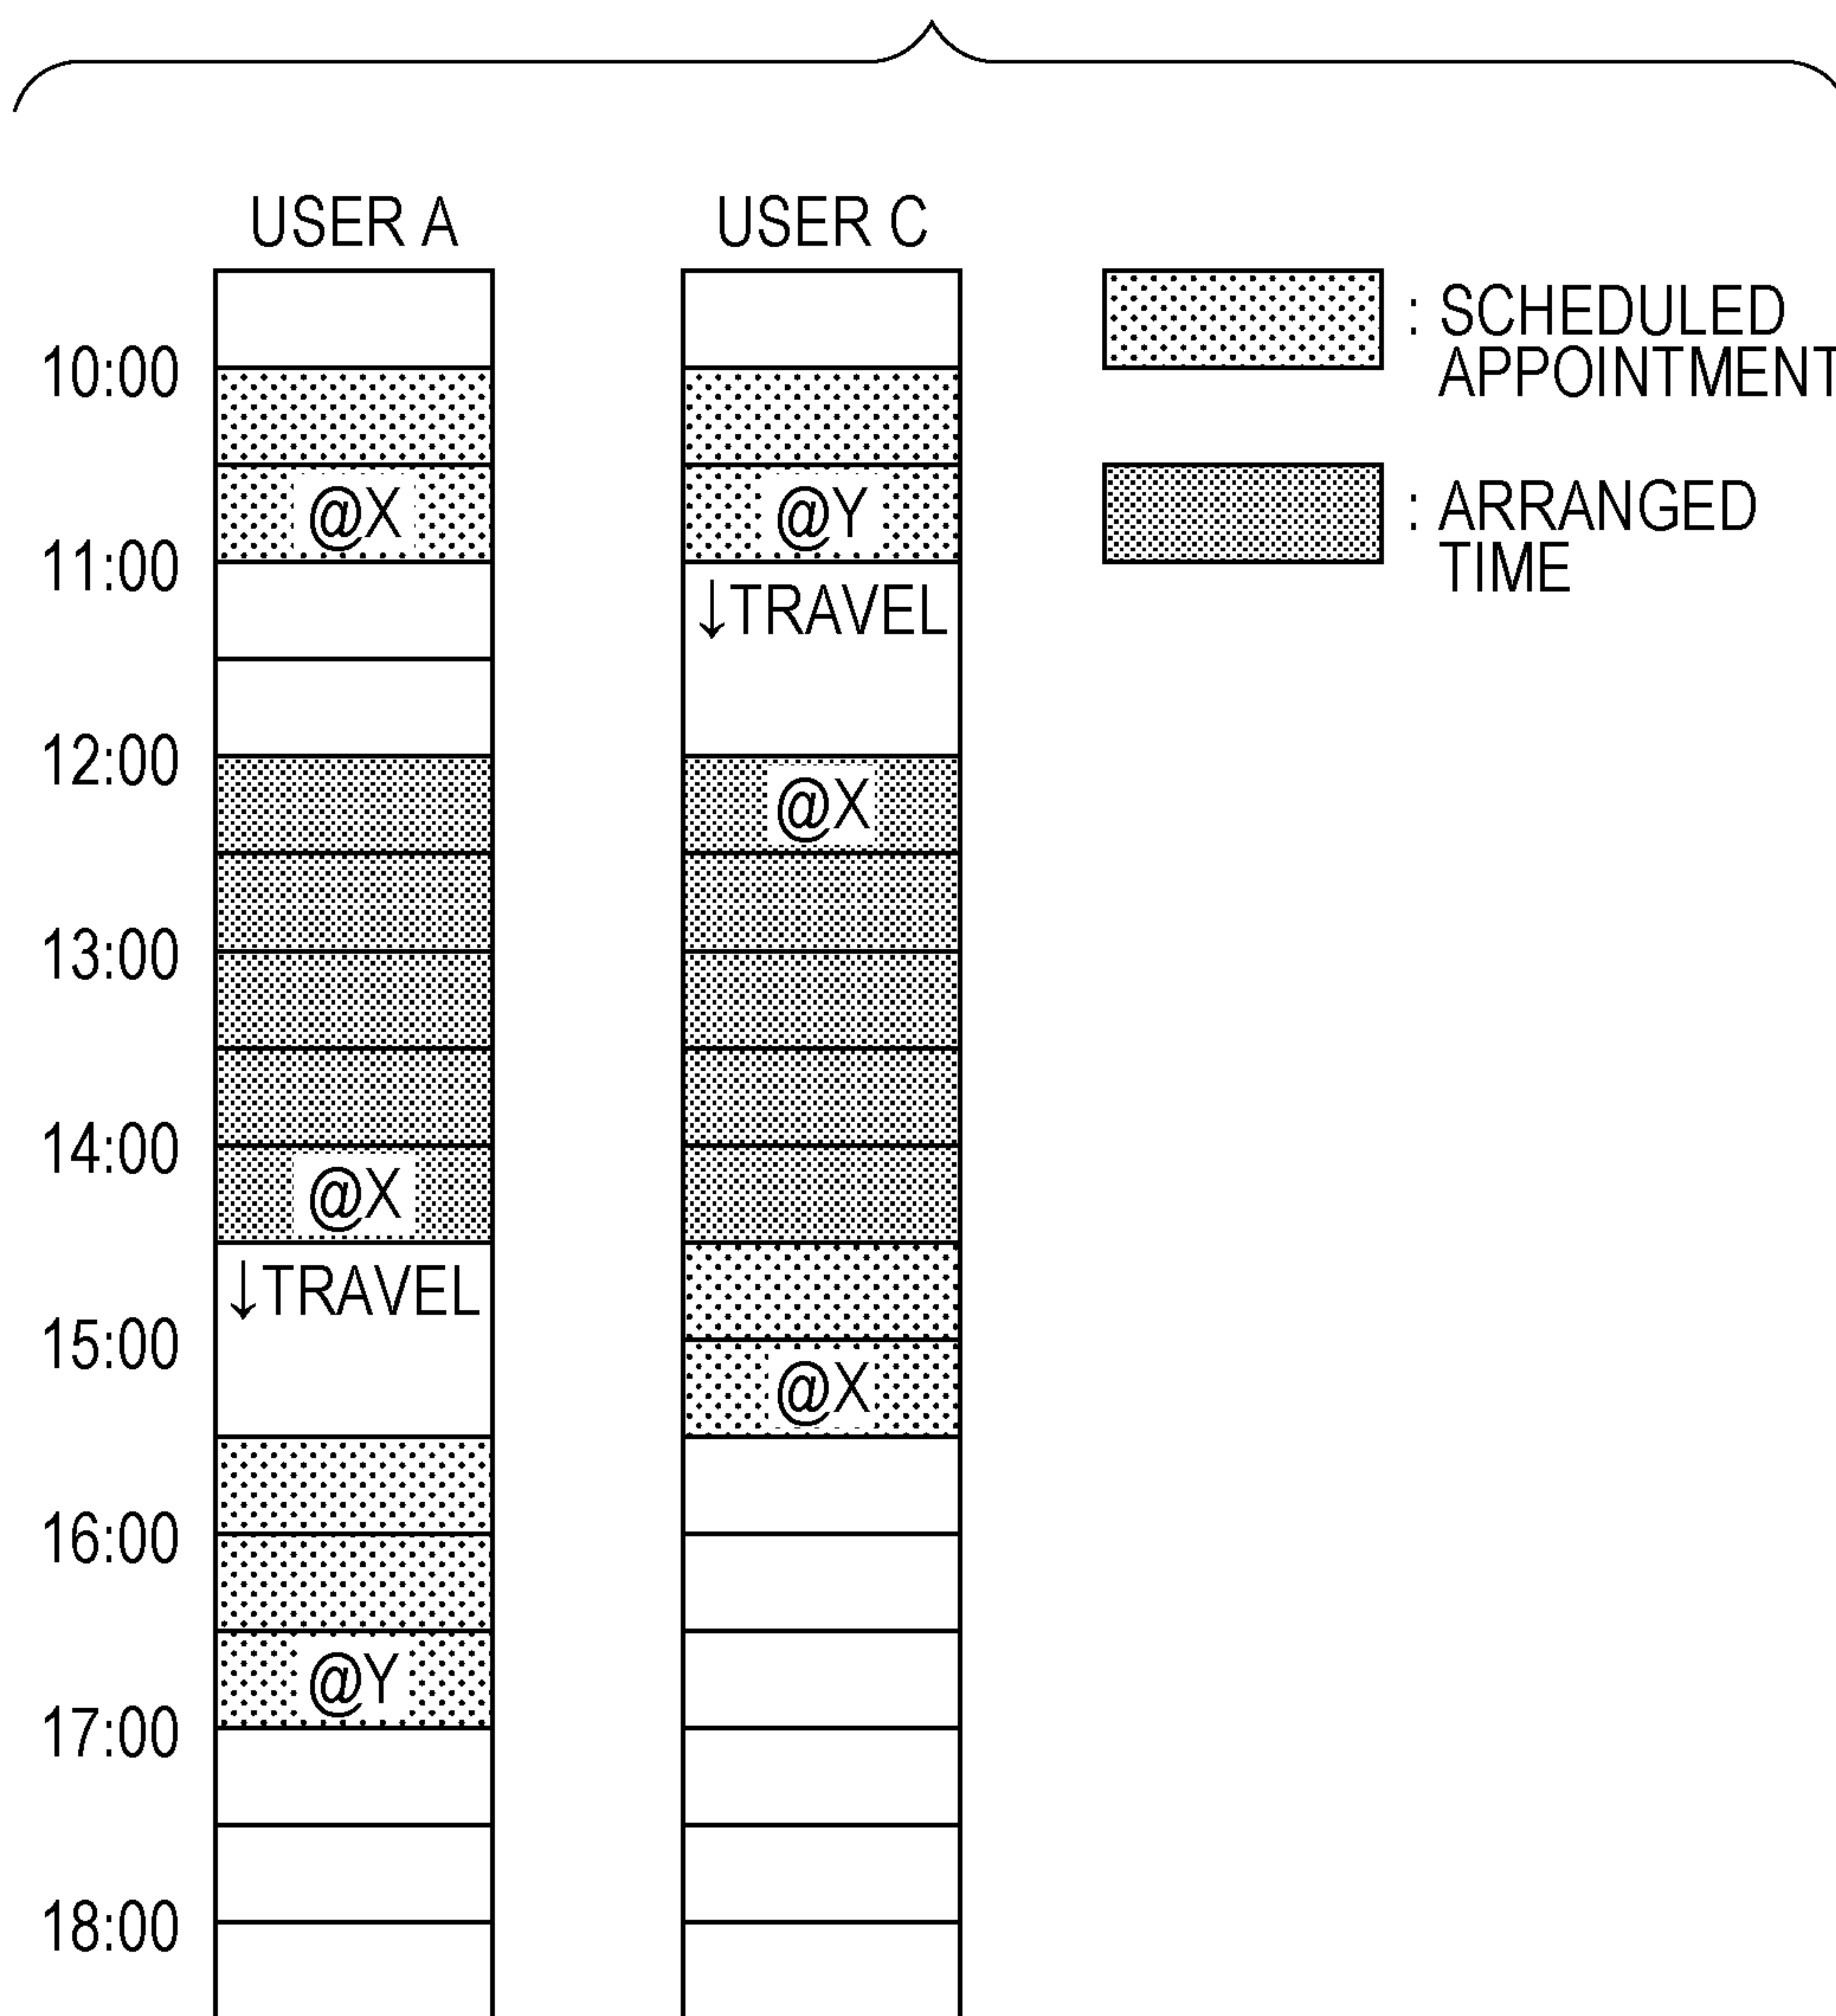 USER A USER C
: SCHEDULED
APPOINTMENT
10:00
@X @Y : ARRANGED
TIME
11:00
↓TRAVEL
12:00
@X
13:00
14:00
@X
↓TRAVEL
15:00
@X
16:00
@Y
17:00
18:00